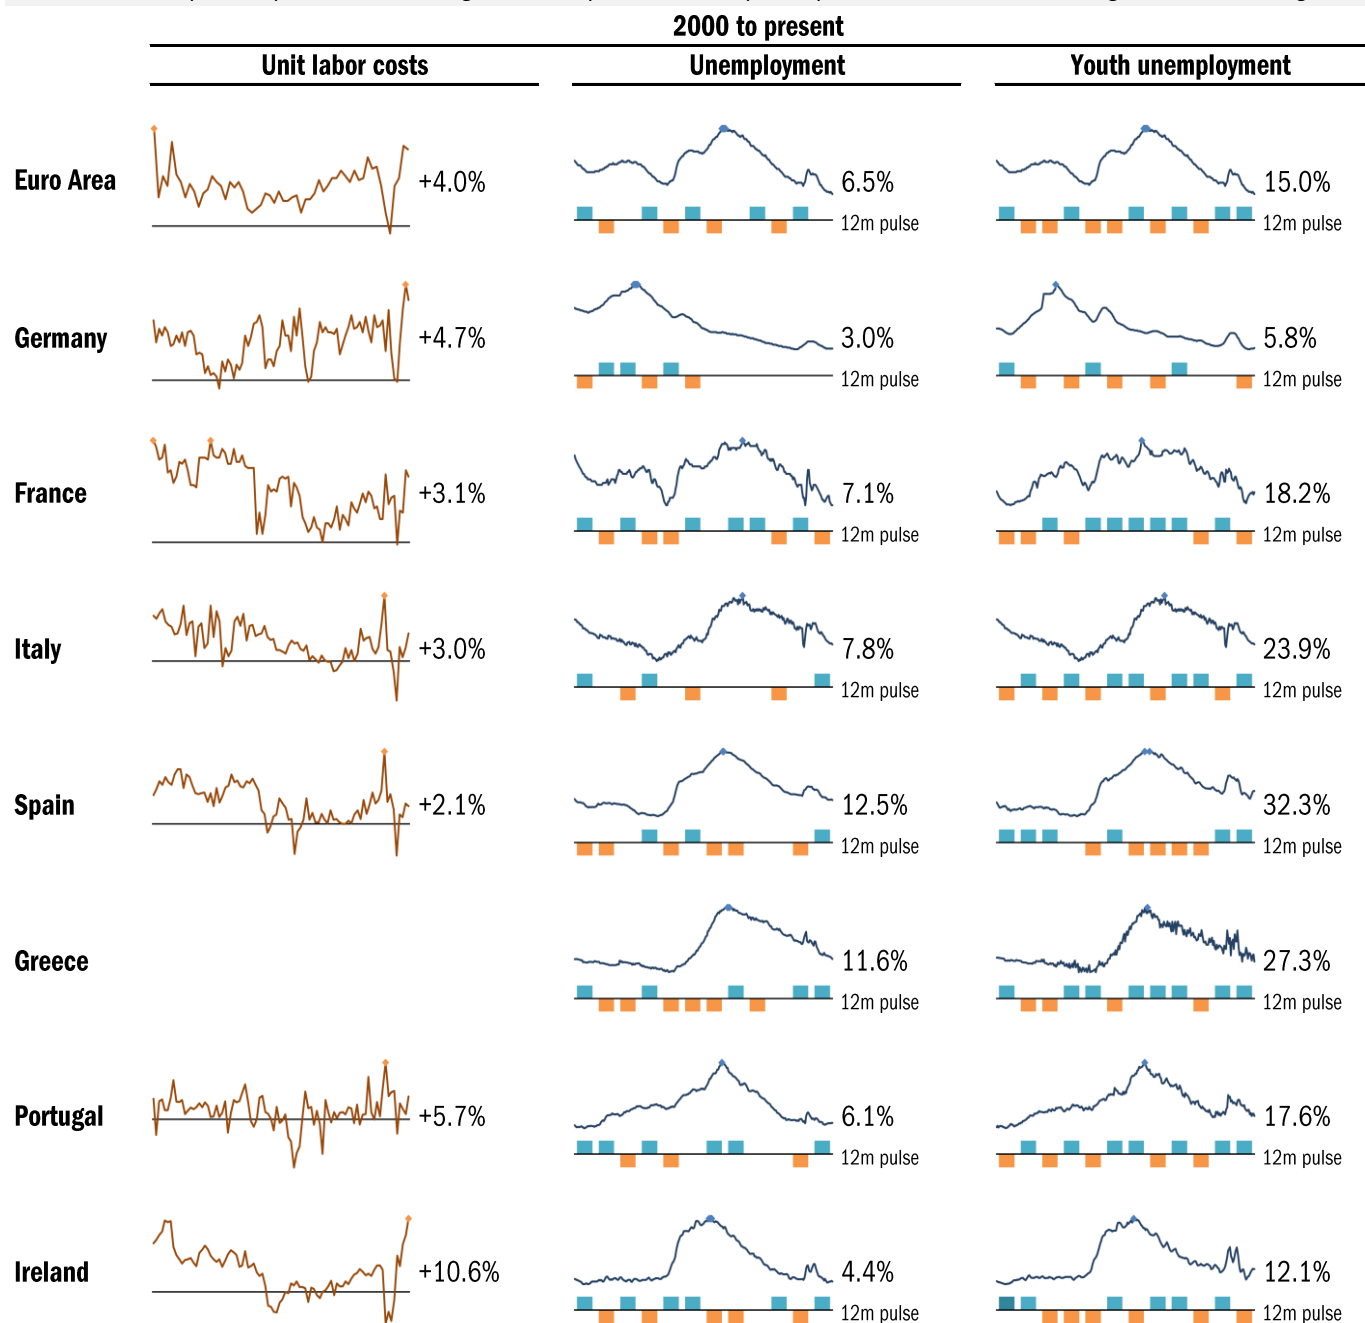 2000 to present
Unit labor costs Unemployment Youth unemployment
Euro Area +4.0% 6.5% 15.0%
12m pulse 12m pulse
Germany +4.7% 3.0% 5.8%
12m pulse 12m pulse
France +3.1% 7.1% 18.2%
12m pulse 12m pulse
Italy +3.0% 7.8% 23.9%
12m pulse 12m pulse
Spain +2.1% 12.5% 32.3%
12m pulse 12m pulse
Greece 11.6% 27.3%
12m pulse 12m pulse
Portugal +5.7% 6.1% 17.6%
12m pulse 12m pulse
Ireland +10.6% 4.4% 12.1%
12m pulse 12m pulse